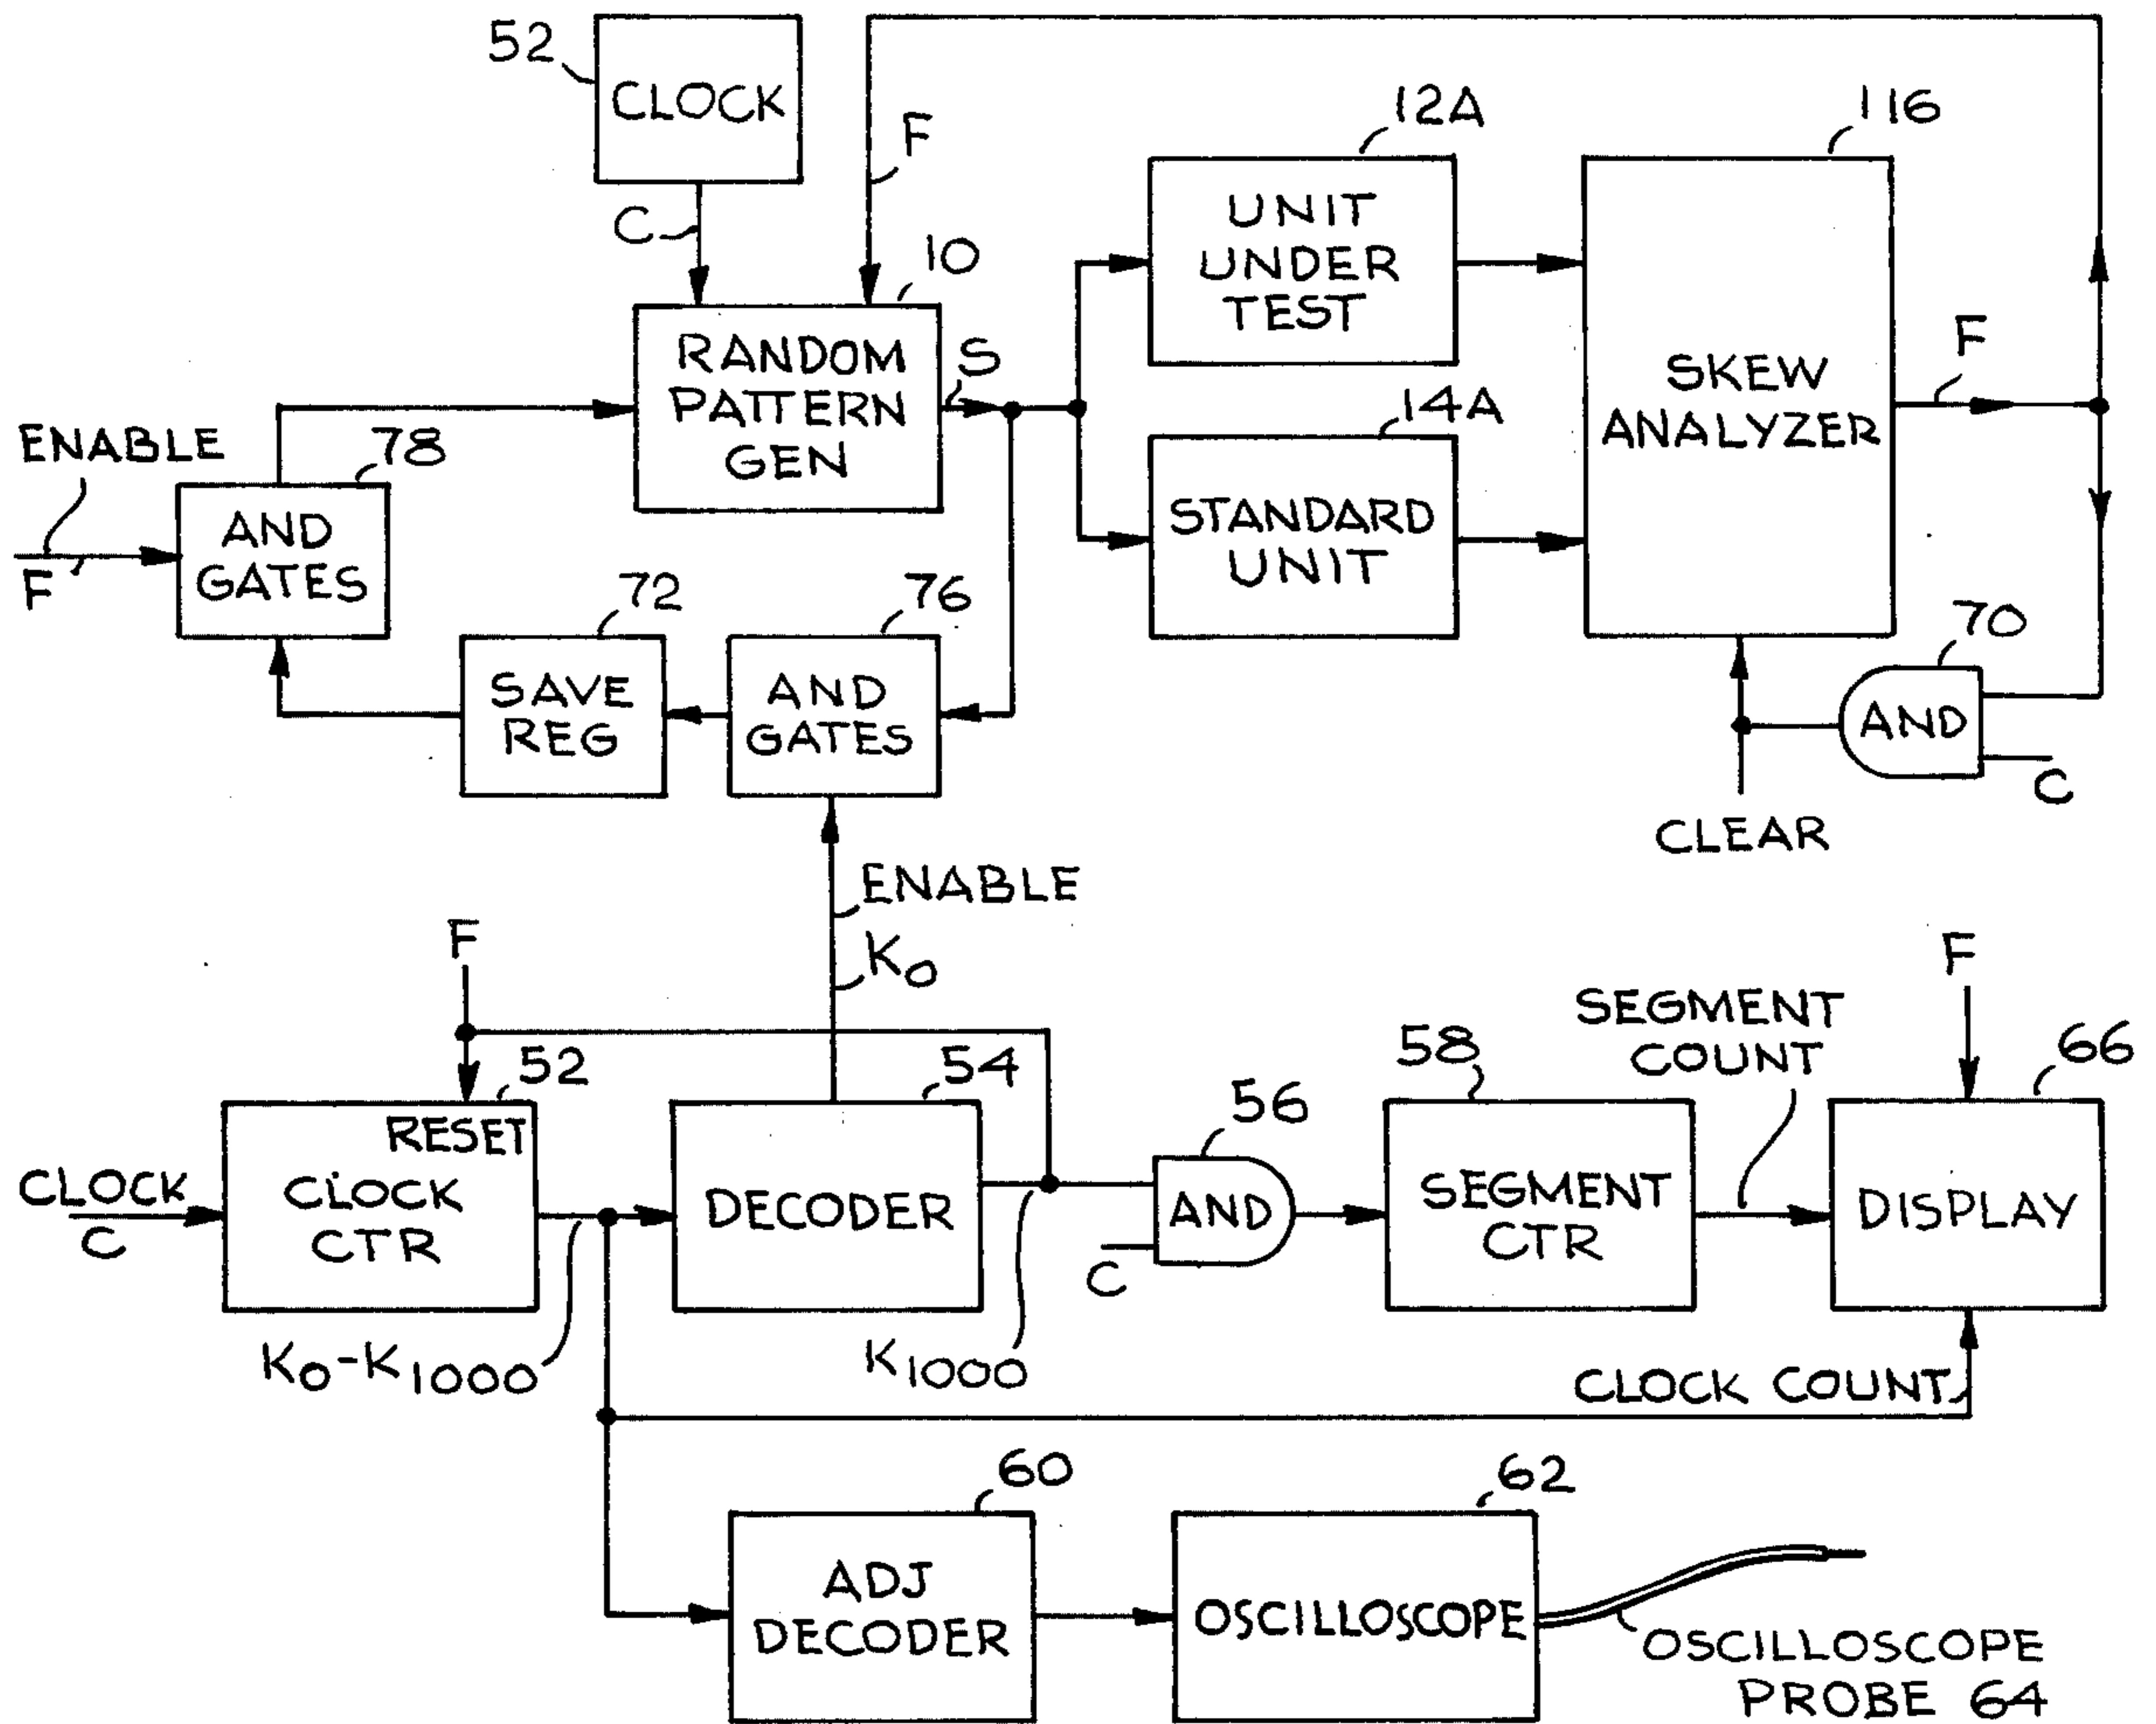 52
CLOCK
C
F
10
RANDOM
PATTERN
GEN
S
12A
UNIT
UNDER
TEST
14A
STANDARD
UNIT
116
SKEW
ANALYZER
F
70
AND
C
CLEAR
ENABLE
F
78
AND
GATES
72
SAVE
REG
76
AND
GATES
ENABLE
K0
F
52
RESET
CLOCK
CTR
CLOCK
C
K0-K1000
54
DECODER
K1000
56
AND
C
58
SEGMENT
CTR
SEGMENT
COUNT
F
66
DISPLAY
CLOCK COUNT
60
ADJ
DECODER
62
OSCILLOSCOPE
OSCILLOSCOPE
PROBE 64